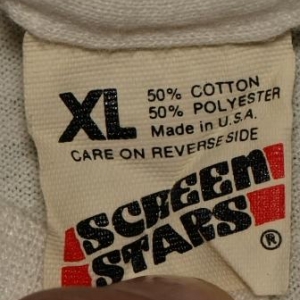 XL
50% COTTON
50% POLYESTER
Made in U.S.A.
CARE ON REVERSE SIDE
SCREEN
STARS
®